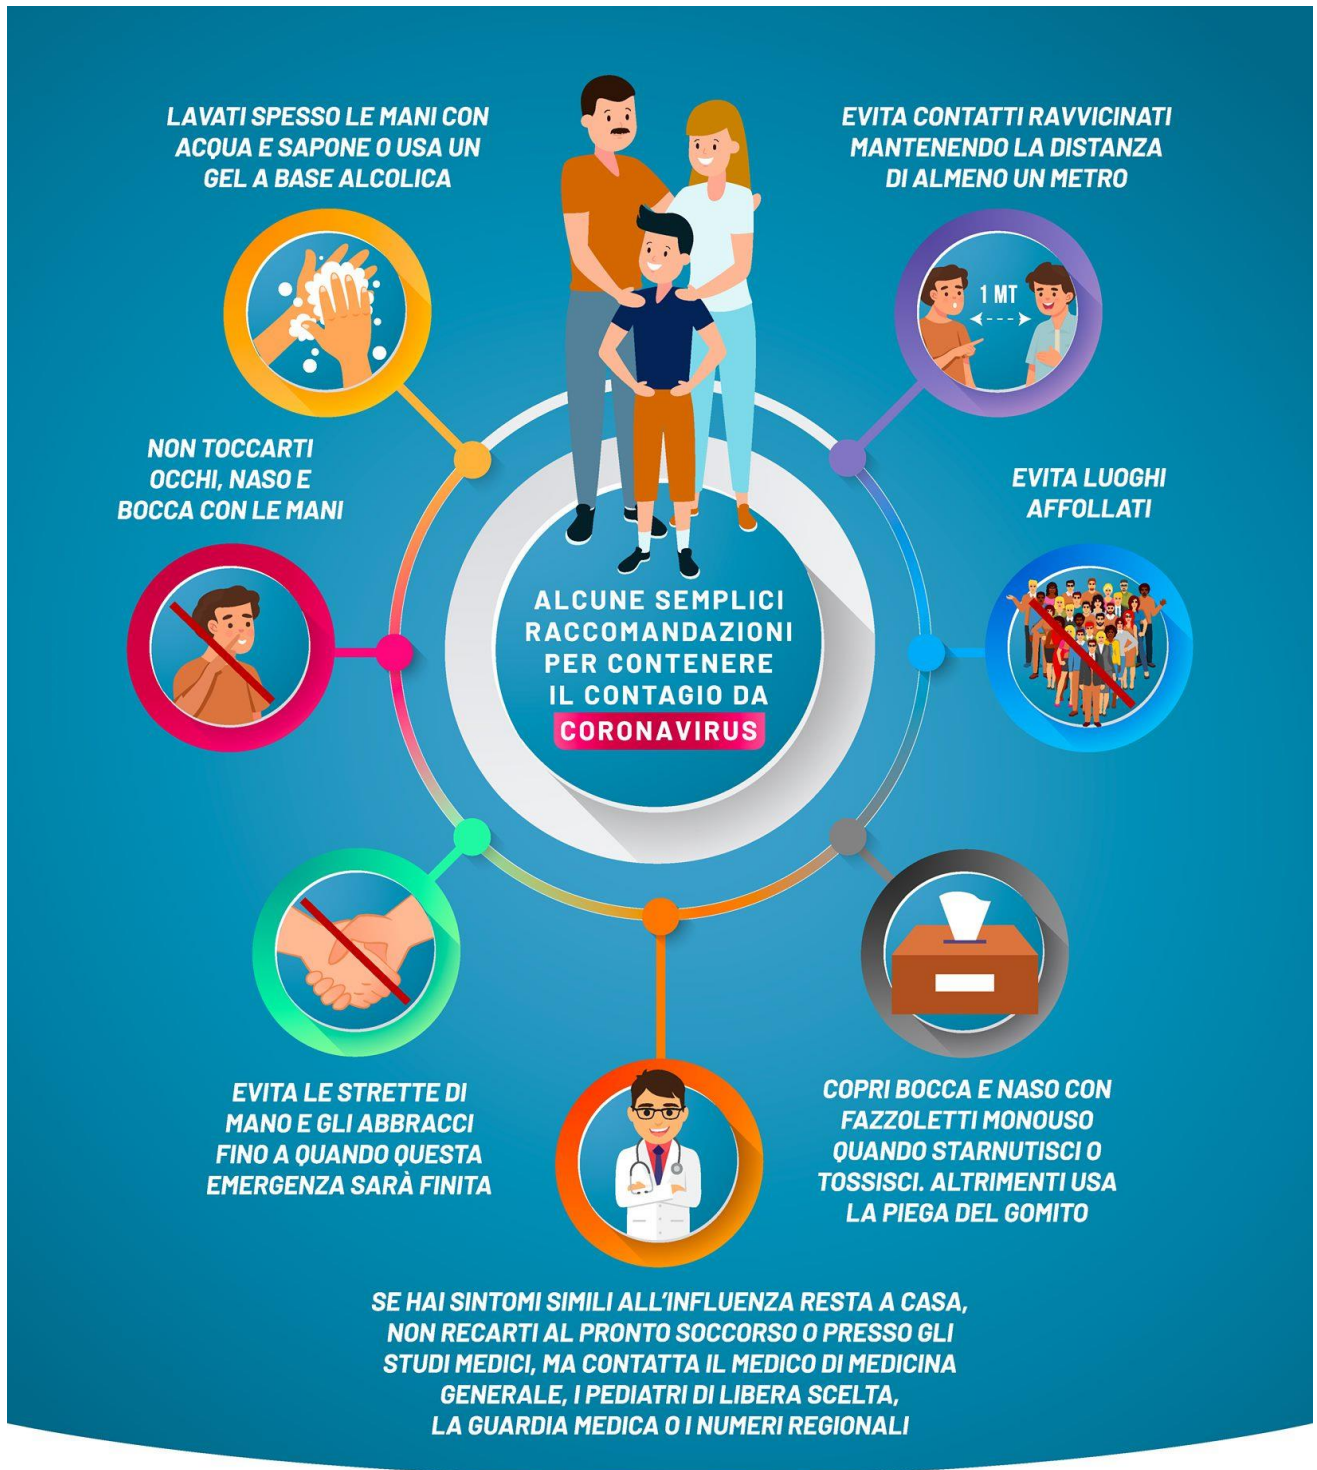 LAVATI SPESSO LE MANI CON
ACQUA E SAPONE O USA UN
GEL A BASE ALCOLICA
EVITA CONTATTI RAVVICINATI
MANTENENDO LA DISTANZA
DI ALMENO UN METRO
1 MT
NON TOCCARTI
OCCHI, NASO E
BOCCA CON LE MANI
EVITA LUOGHI
AFFOLLATI
ALCUNE SEMPLICI
RACCOMANDAZIONI
PER CONTENERE
IL CONTAGIO DA
CORONAVIRUS
EVITA LE STRETTE DI
MANO E GLI ABBRACCI
FINO A QUANDO QUESTA
EMERGENZA SARÀ FINITA
COPRI BOCCA E NASO CON
FAZZOLETTI MONOUSO
QUANDO STARNUTISCI O
TOSSISCI. ALTRIMENTI USA
LA PIEGA DEL GOMITO
SE HAI SINTOMI SIMILI ALL'INFLUENZA RESTA A CASA,
NON RECARTI AL PRONTO SOCCORSO O PRESSO GLI
STUDI MEDICI, MA CONTATTA IL MEDICO DI MEDICINA
GENERALE, I PEDIATRI DI LIBERA SCELTA,
LA GUARDIA MEDICA O I NUMERI REGIONALI